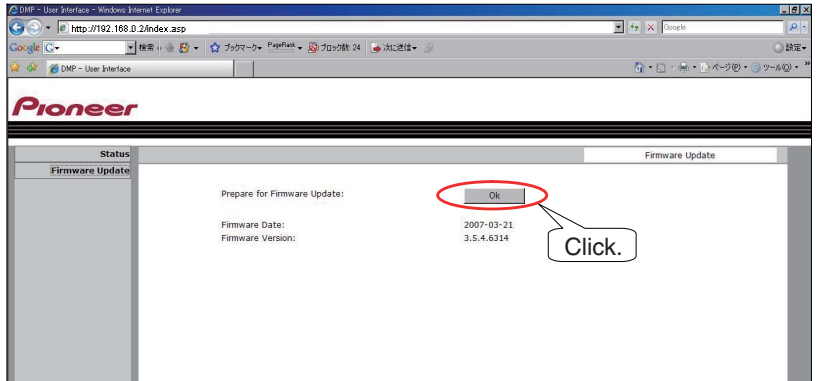 DMP - User Interface - Windows Internet Explorer
http://192.168.0.2/index.asp
Google
Google G 検索 ブックマーク PageRank ブロック数: 24 次に送信 設定
DMP - User Interface ページ(P) ツール(O)
Pioneer
Status
Firmware Update
Firmware Update
Prepare for Firmware Update: Ok
Firmware Date: 2007-03-21
Firmware Version: 3.5.4.6314
Click.